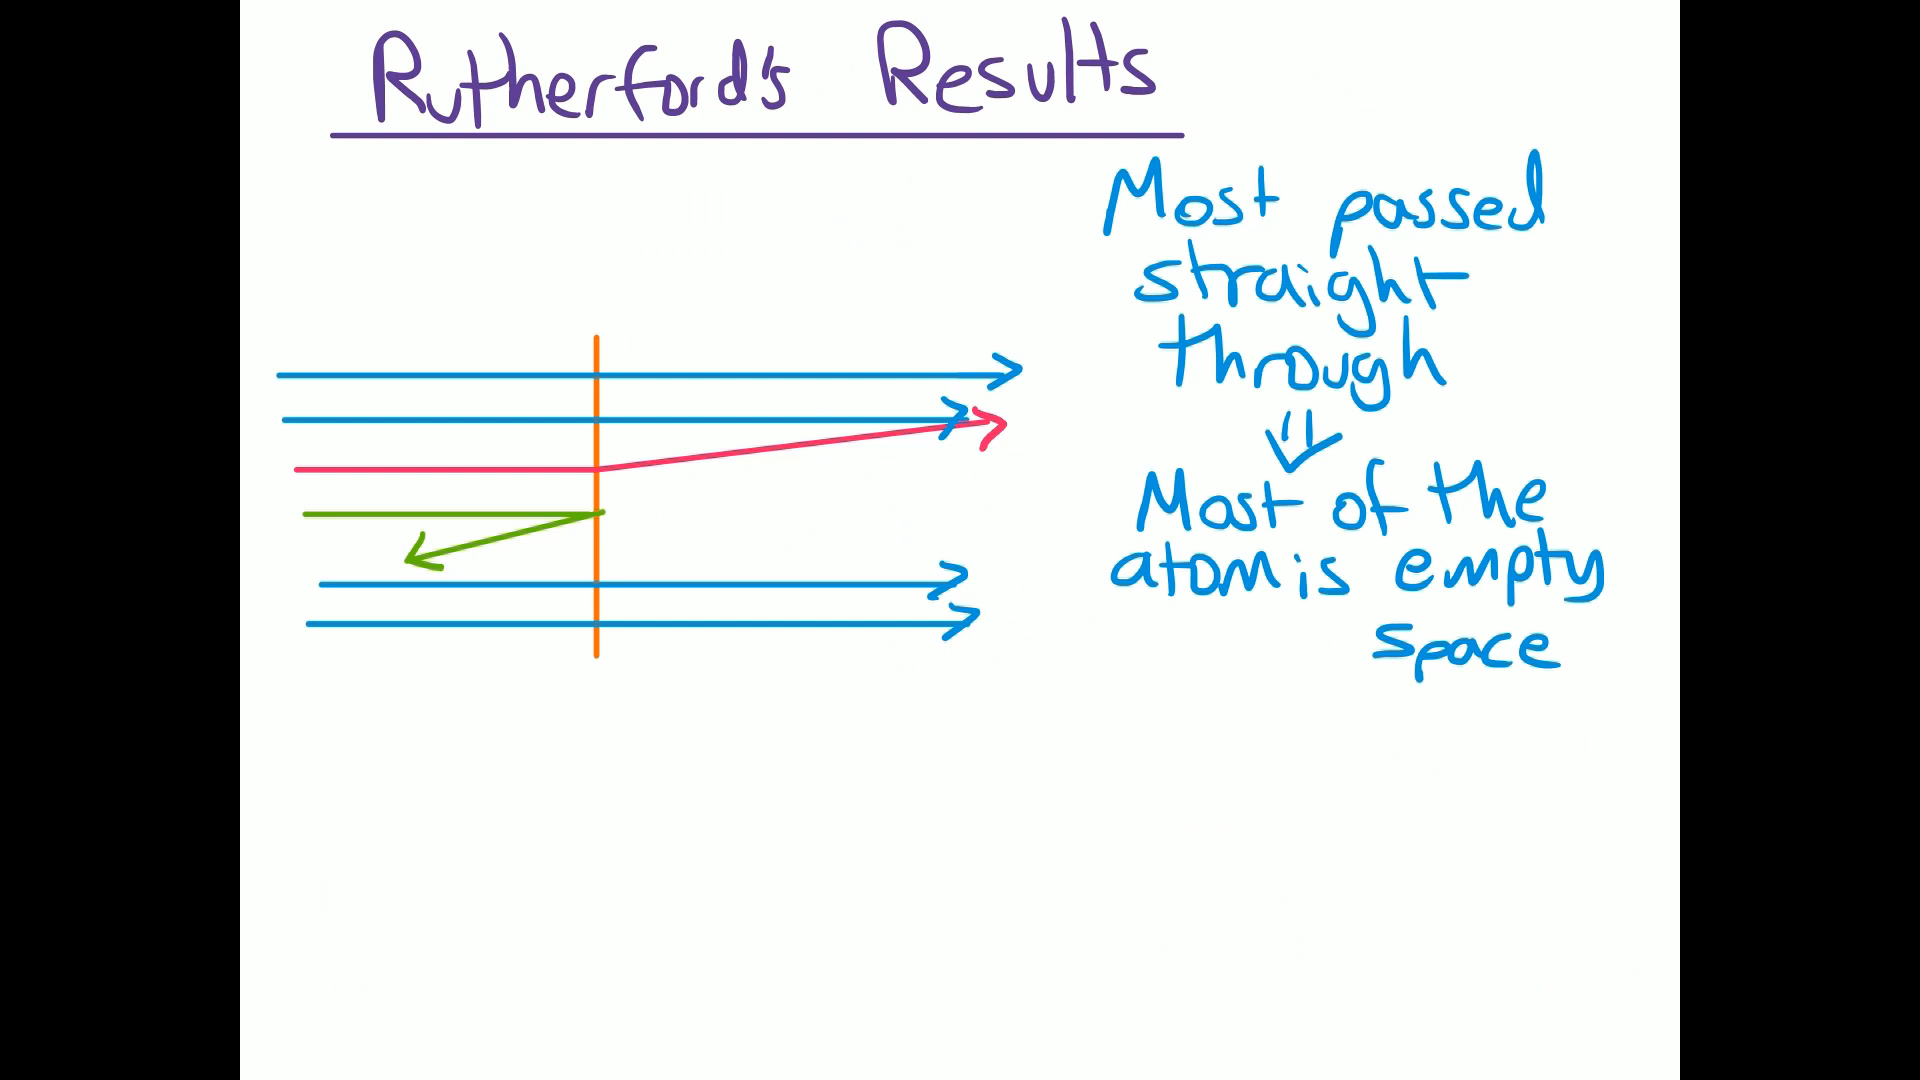 Rutherford's Results
Most passed
straight
through
Most of the
atom is empty
space